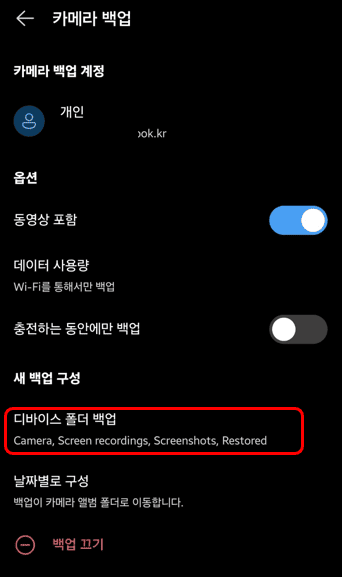 카메라 백업
카메라 백업 계정
개인
ook.kr
옵션
동영상 포함
데이터 사용량
Wi-Fi를 통해서만 백업
충전하는 동안에만 백업
새 백업 구성
디바이스 폴더 백업
Camera, Screen recordings, Screenshots, Restored
날짜별로 구성
백업이 카메라 앨범 폴더로 이동합니다.
백업 끄기